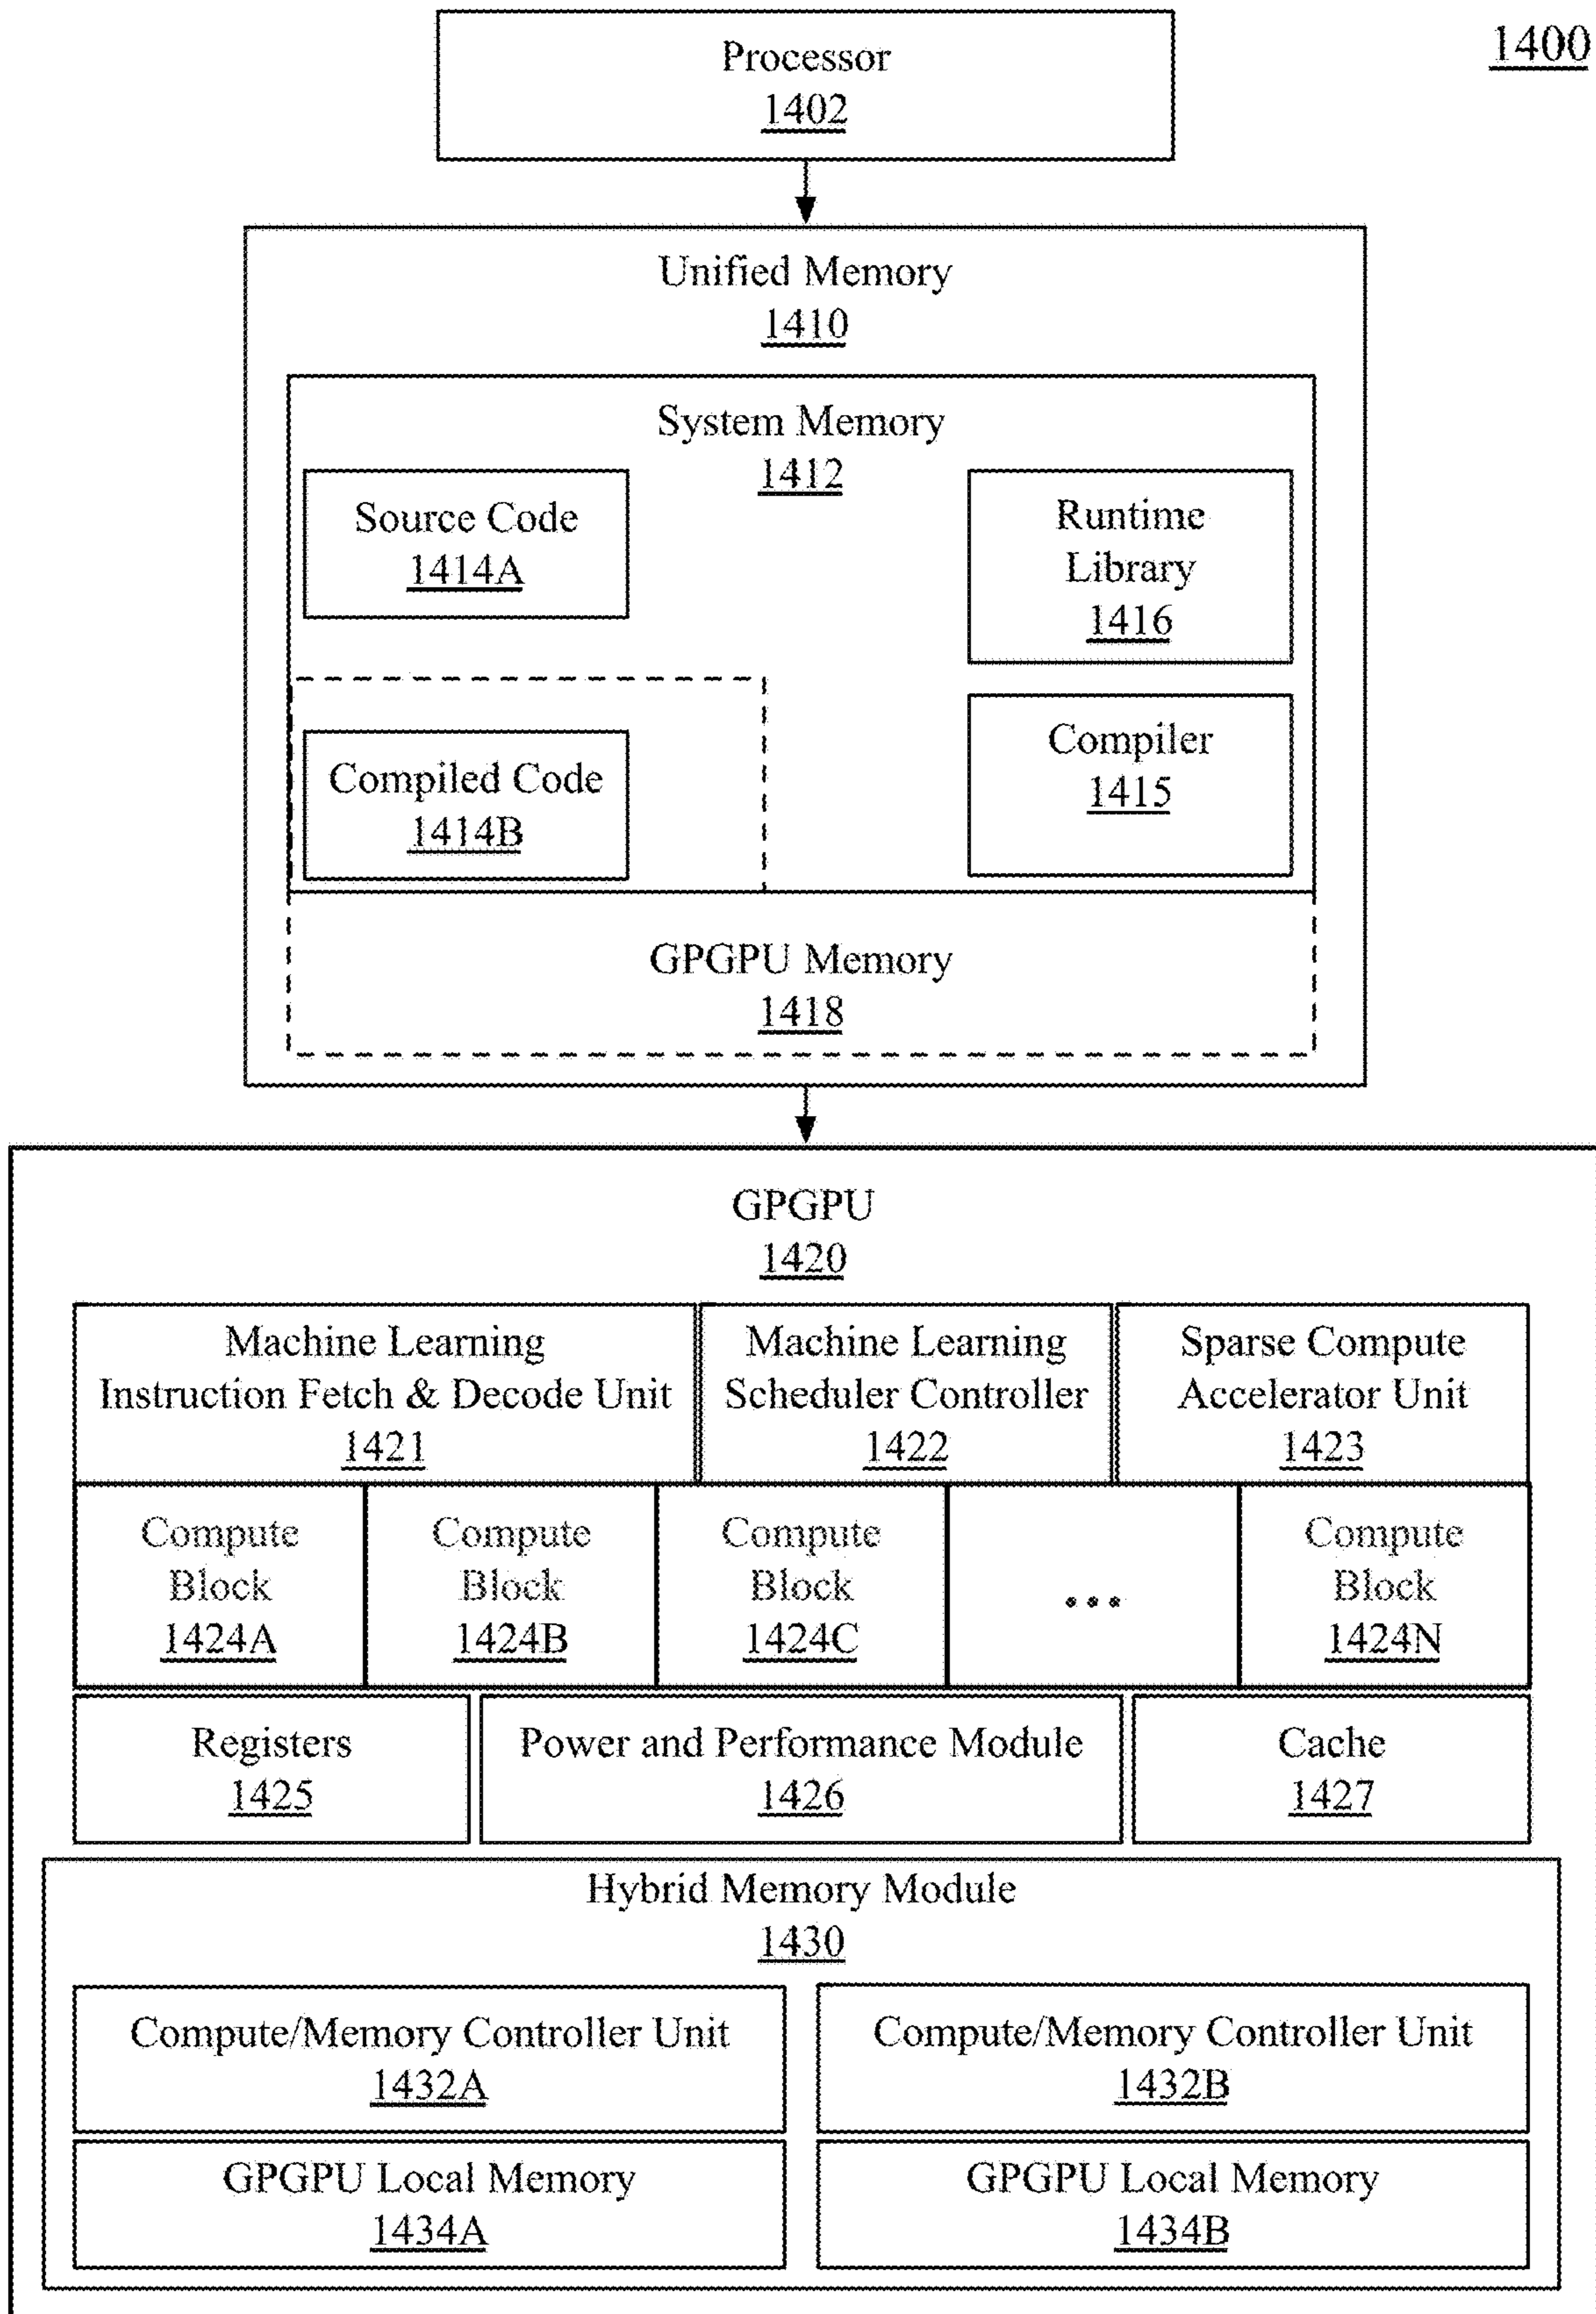 1400
Processor
1402
Unified Memory
1410
System Memory
1412
Source Code
1414A
Runtime
Library
1416
Compiled Code
1414B
Compiler
1415
GPGPU Memory
1418
GPGPU
1420
Machine Learning
Instruction Fetch & Decode Unit
1421
Machine Learning
Scheduler Controller
1422
Sparse Compute
Accelerator Unit
1423
Compute
Block
1424A
Compute
Block
1424B
Compute
Block
1424C
...
Compute
Block
1424N
Registers
1425
Power and Performance Module
1426
Cache
1427
Hybrid Memory Module
1430
Compute/Memory Controller Unit
1432A
Compute/Memory Controller Unit
1432B
GPGPU Local Memory
1434A
GPGPU Local Memory
1434B